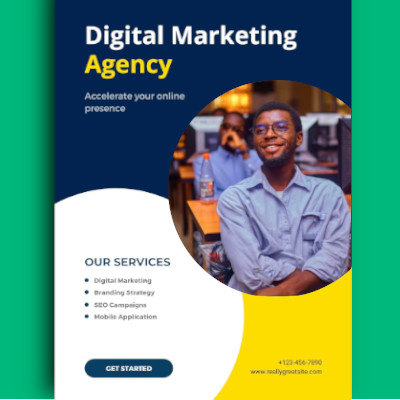 Digital Marketing
Agency
Accelerate your online
presence
OUR SERVICES
Digital Marketing
Branding Strategy
SEO Campaigns
Mobile Application
GET STARTED
+123-456-7890
www.reallygreatsite.com